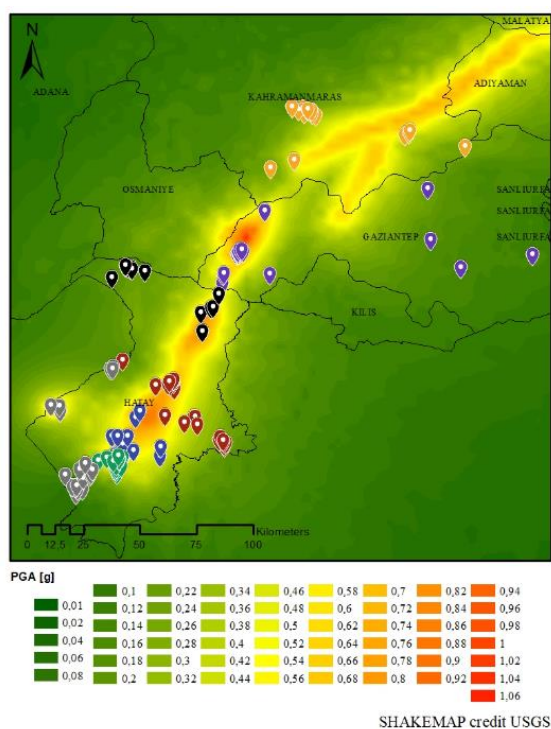 MALATYA
N
ADIYAMAN
ADANA
KAHRAMANMARAS
OSMANIYE
SANLIURFA
SANLIURFA
GAZIANTEP
SANLIURFA
KILIS
HATAY
Kilometers
0 12.5 25 50 75 100
PGA [g]
0,1 0,22 0,34 0,46 0,58 0,7 0,82 0,94
0,01 0,12 0,24 0,36 0,48 0,6 0,72 0,84 0,96
0,02 0,14 0,26 0,38 0,5 0,62 0,74 0,86 0,98
0,04 0,16 0,28 0,4 0,52 0,64 0,76 0,88 1
0,06 0,18 0,3 0,42 0,54 0,66 0,78 0,9 1,02
0,08 0,2 0,32 0,44 0,56 0,68 0,8 0,92 1,04
1,06
SHAKEMAP credit USGS